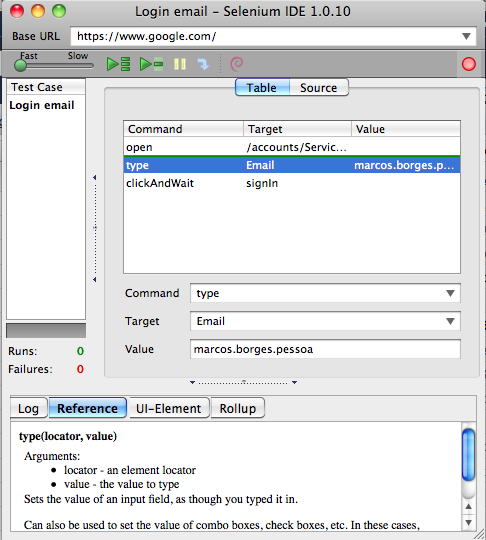 Login email - Selenium IDE 1.0.10
Base URL https://www.google.com/
Fast Slow
Test Case
Login email
Table Source
Command Target Value
open /accounts/Servic...
type Email marcos.borges.p...
clickAndWait signIn
Command type
Target Email
Value marcos.borges.pessoa
Runs: 0
Failures: 0
Log Reference UI-Element Rollup
type(locator, value)
Arguments:
• locator - an element locator
• value - the value to type
Sets the value of an input field, as though you typed it in.
Can also be used to set the value of combo boxes, check boxes, etc. In these cases,